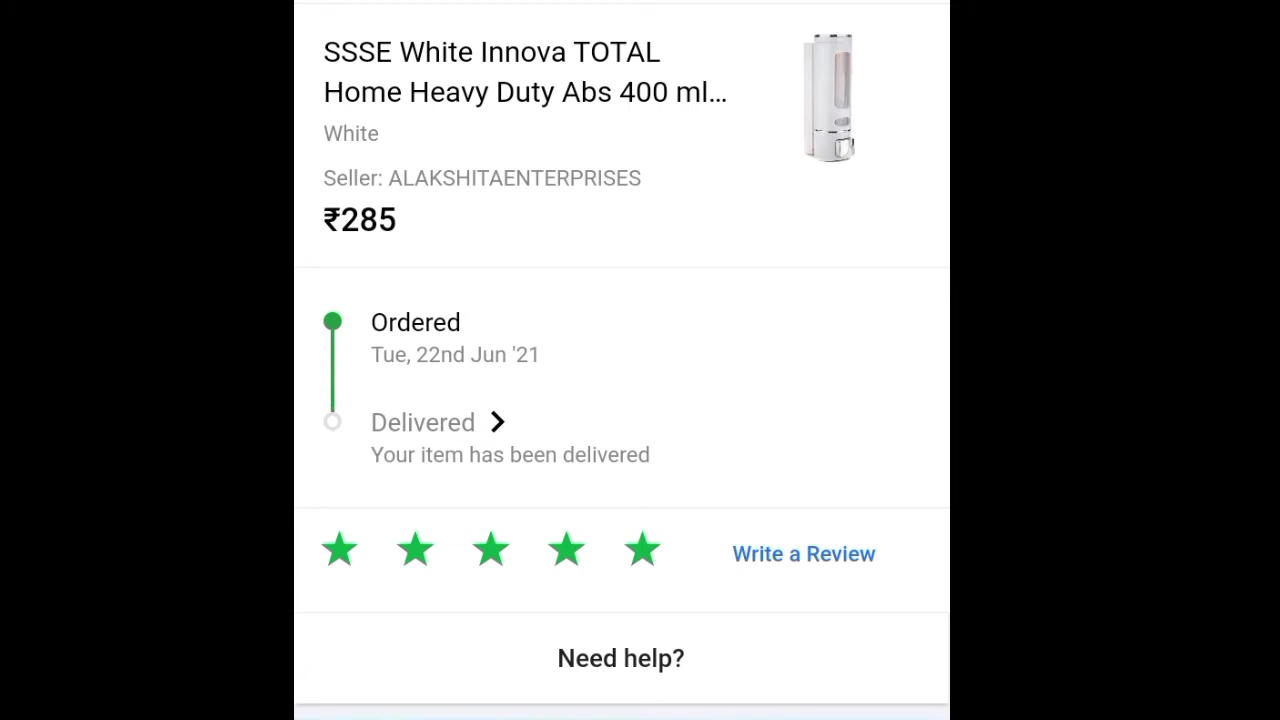 SSSE White Innova TOTAL
Home Heavy Duty Abs 400 ml...
White
Seller: ALAKSHITAENTERPRISES
₹285
Ordered
Tue, 22nd Jun '21
Delivered
Your item has been delivered
Write a Review
Need help?